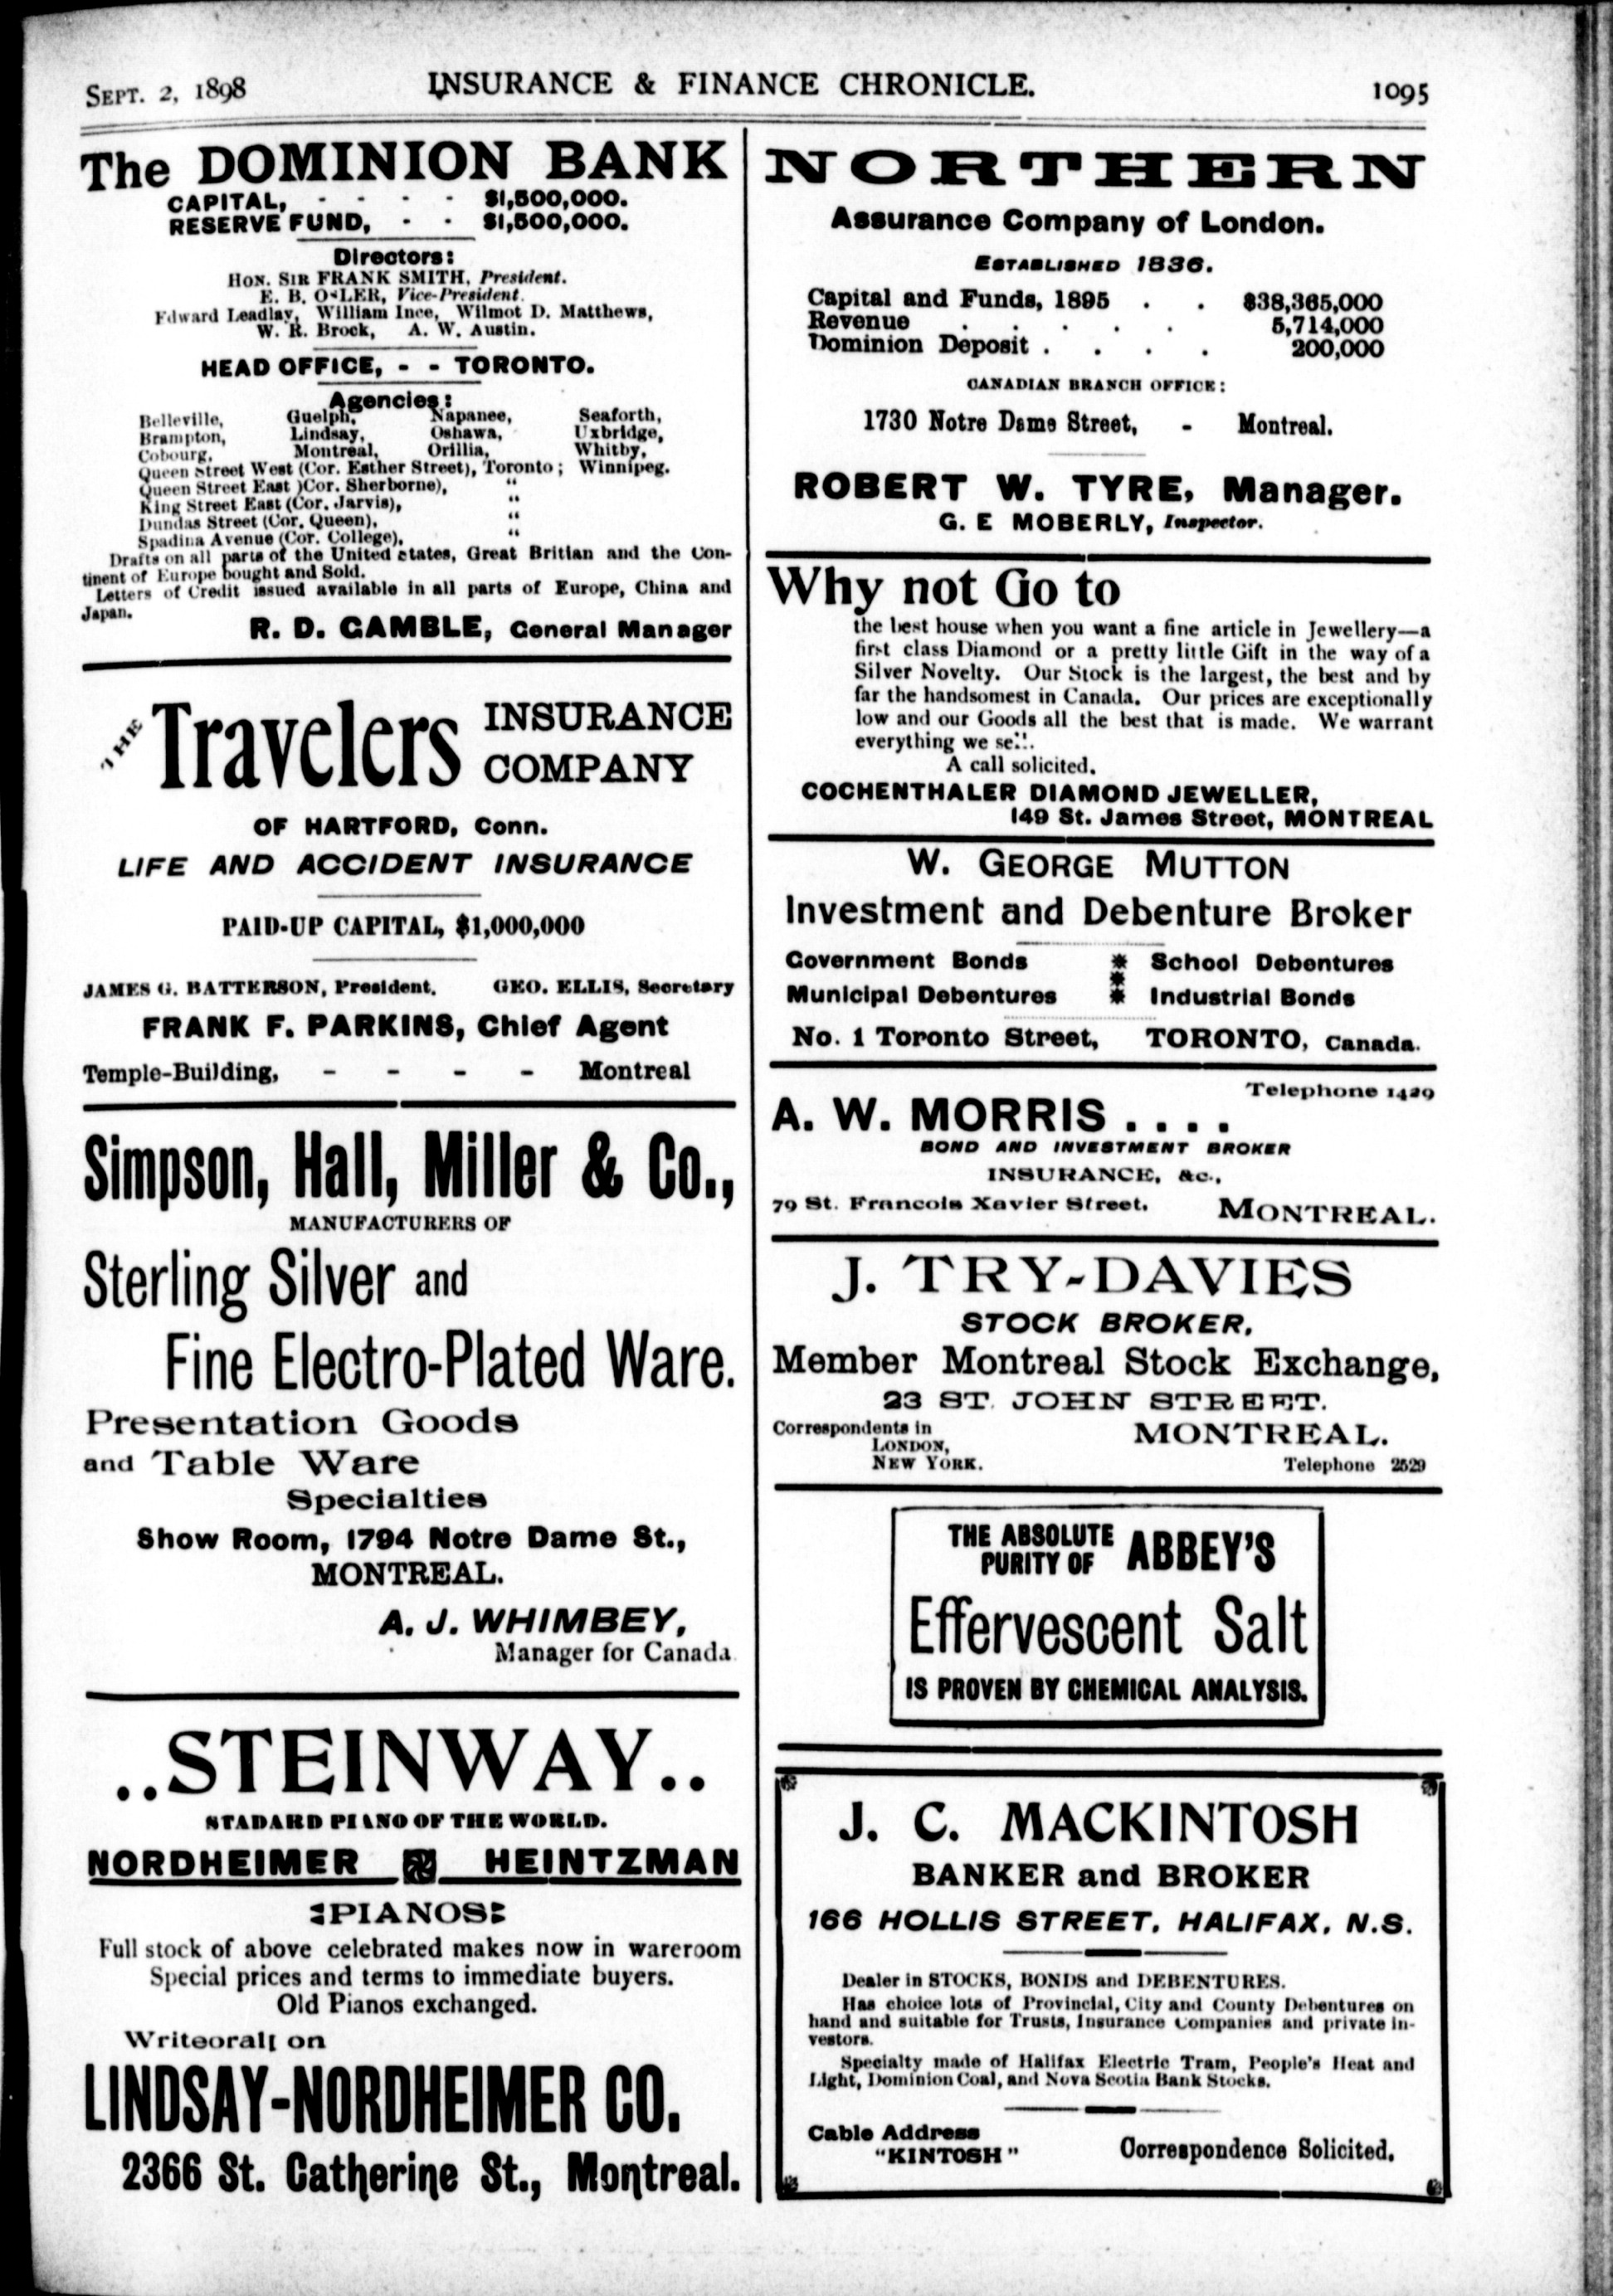 SEPT. 2, 1898 INSURANCE & FINANCE CHRONICLE. 1095
The DOMINION BANK
CAPITAL, - - - - $1,500,000.
RESERVE FUND, - - $1,500,000.
Directors:
HON. SIR FRANK SMITH, President.
E. B. OSLER, Vice-President.
Edward Leadlay, William Ince, Wilmot D. Matthews,
W. R. Brock, A. W. Austin.
HEAD OFFICE, - - TORONTO.
Agencies:
Belleville, Guelph, Napanee, Seaforth,
Brampton, Lindsay, Oshawa, Uxbridge,
Cobourg, Montreal, Orillia, Whitby,
Queen Street West (Cor. Esther Street), Toronto; Winnipeg.
Queen Street East )Cor. Sherborne), "
King Street East (Cor. Jarvis), "
Dundas Street (Cor. Queen), "
Spadina Avenue (Cor. College), "
Drafts on all parts of the United States, Great Britian and the Con-
tinent of Europe bought and Sold.
Letters of Credit issued available in all parts of Europe, China and
Japan.
R. D. GAMBLE, General Manager
THE Travelers INSURANCE
COMPANY
OF HARTFORD, Conn.
LIFE AND ACCIDENT INSURANCE
PAID-UP CAPITAL, $1,000,000
JAMES G. BATTERSON, President. GEO. ELLIS, Secretary
FRANK F. PARKINS, Chief Agent
Temple-Building, - - - - Montreal
Simpson, Hall, Miller & Co.,
MANUFACTURERS OF
Sterling Silver and
Fine Electro-Plated Ware.
Presentation Goods
and Table Ware
Specialties
Show Room, 1794 Notre Dame St.,
MONTREAL.
A. J. WHIMBEY,
Manager for Canada
..STEINWAY..
STADARD PIANO OF THE WORLD.
NORDHEIMER HEINTZMAN
PIANOS
Full stock of above celebrated makes now in wareroom
Special prices and terms to immediate buyers.
Old Pianos exchanged.
Writeorall on
LINDSAY-NORDHEIMER CO.
2366 St. Catherine St., Montreal.
NORTHERN
Assurance Company of London.
ESTABLISHED 1836.
Capital and Funds, 1895 . . $38,365,000
Revenue . . . . . 5,714,000
Dominion Deposit . . . . 200,000
CANADIAN BRANCH OFFICE:
1730 Notre Dame Street, - Montreal.
ROBERT W. TYRE, Manager.
G. E MOBERLY, Inspector.
Why not Go to
the best house when you want a fine article in Jewellery—a
first class Diamond or a pretty little Gift in the way of a
Silver Novelty. Our Stock is the largest, the best and by
far the handsomest in Canada. Our prices are exceptionally
low and our Goods all the best that is made. We warrant
everything we sell.
A call solicited.
COCHENTHALER DIAMOND JEWELLER,
149 St. James Street, MONTREAL
W. GEORGE MUTTON
Investment and Debenture Broker
Government Bonds * School Debentures
*
Municipal Debentures * Industrial Bonds
No. 1 Toronto Street, TORONTO, Canada.
Telephone 1429
A. W. MORRIS . . . .
BOND AND INVESTMENT BROKER
INSURANCE, &c.,
79 St. Francois Xavier Street. MONTREAL.
J. TRY-DAVIES
STOCK BROKER,
Member Montreal Stock Exchange,
23 ST. JOHN STREET.
Correspondents in MONTREAL.
LONDON,
NEW YORK. Telephone 2529
THE ABSOLUTE
PURITY OF ABBEY'S
Effervescent Salt
IS PROVEN BY CHEMICAL ANALYSIS.
J. C. MACKINTOSH
BANKER and BROKER
166 HOLLIS STREET, HALIFAX, N.S.
Dealer in STOCKS, BONDS and DEBENTURES.
Has choice lots of Provincial, City and County Debentures on
hand and suitable for Trusts, Insurance Companies and private in-
vestors.
Specialty made of Halifax Electric Tram, People's Heat and
Light, Dominion Coal, and Nova Scotia Bank Stocks.
Cable Address
"KINTOSH" Correspondence Solicited.